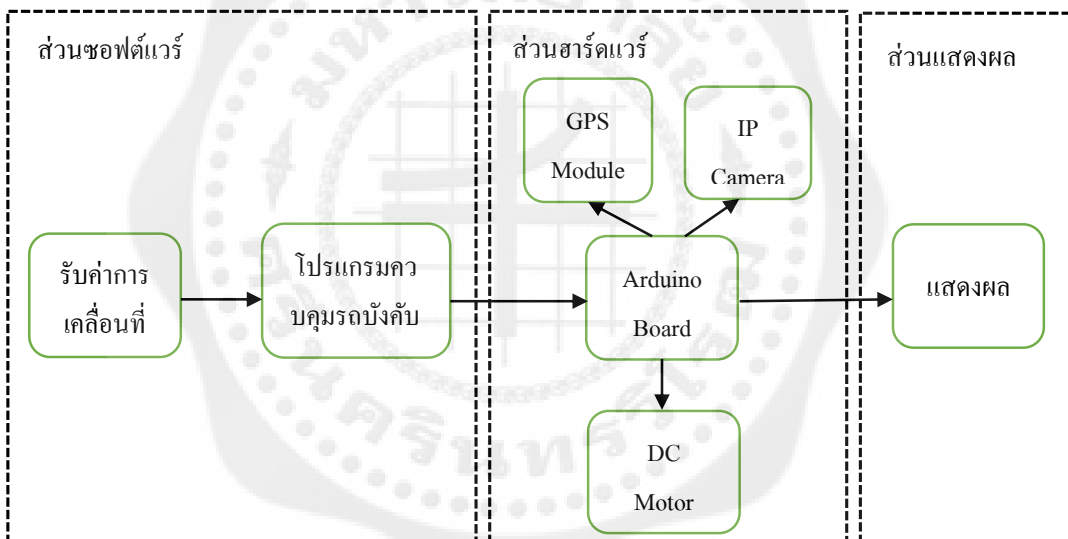 ส่วนซอฟต์แวร์
รับค่าการ
เคลื่อนที่
โปรแกรมคว
บคุมรถบังคับ
ส่วนฮาร์ดแวร์
GPS
Module
IP
Camera
Arduino
Board
DC
Motor
ส่วนแสดงผล
แสดงผล